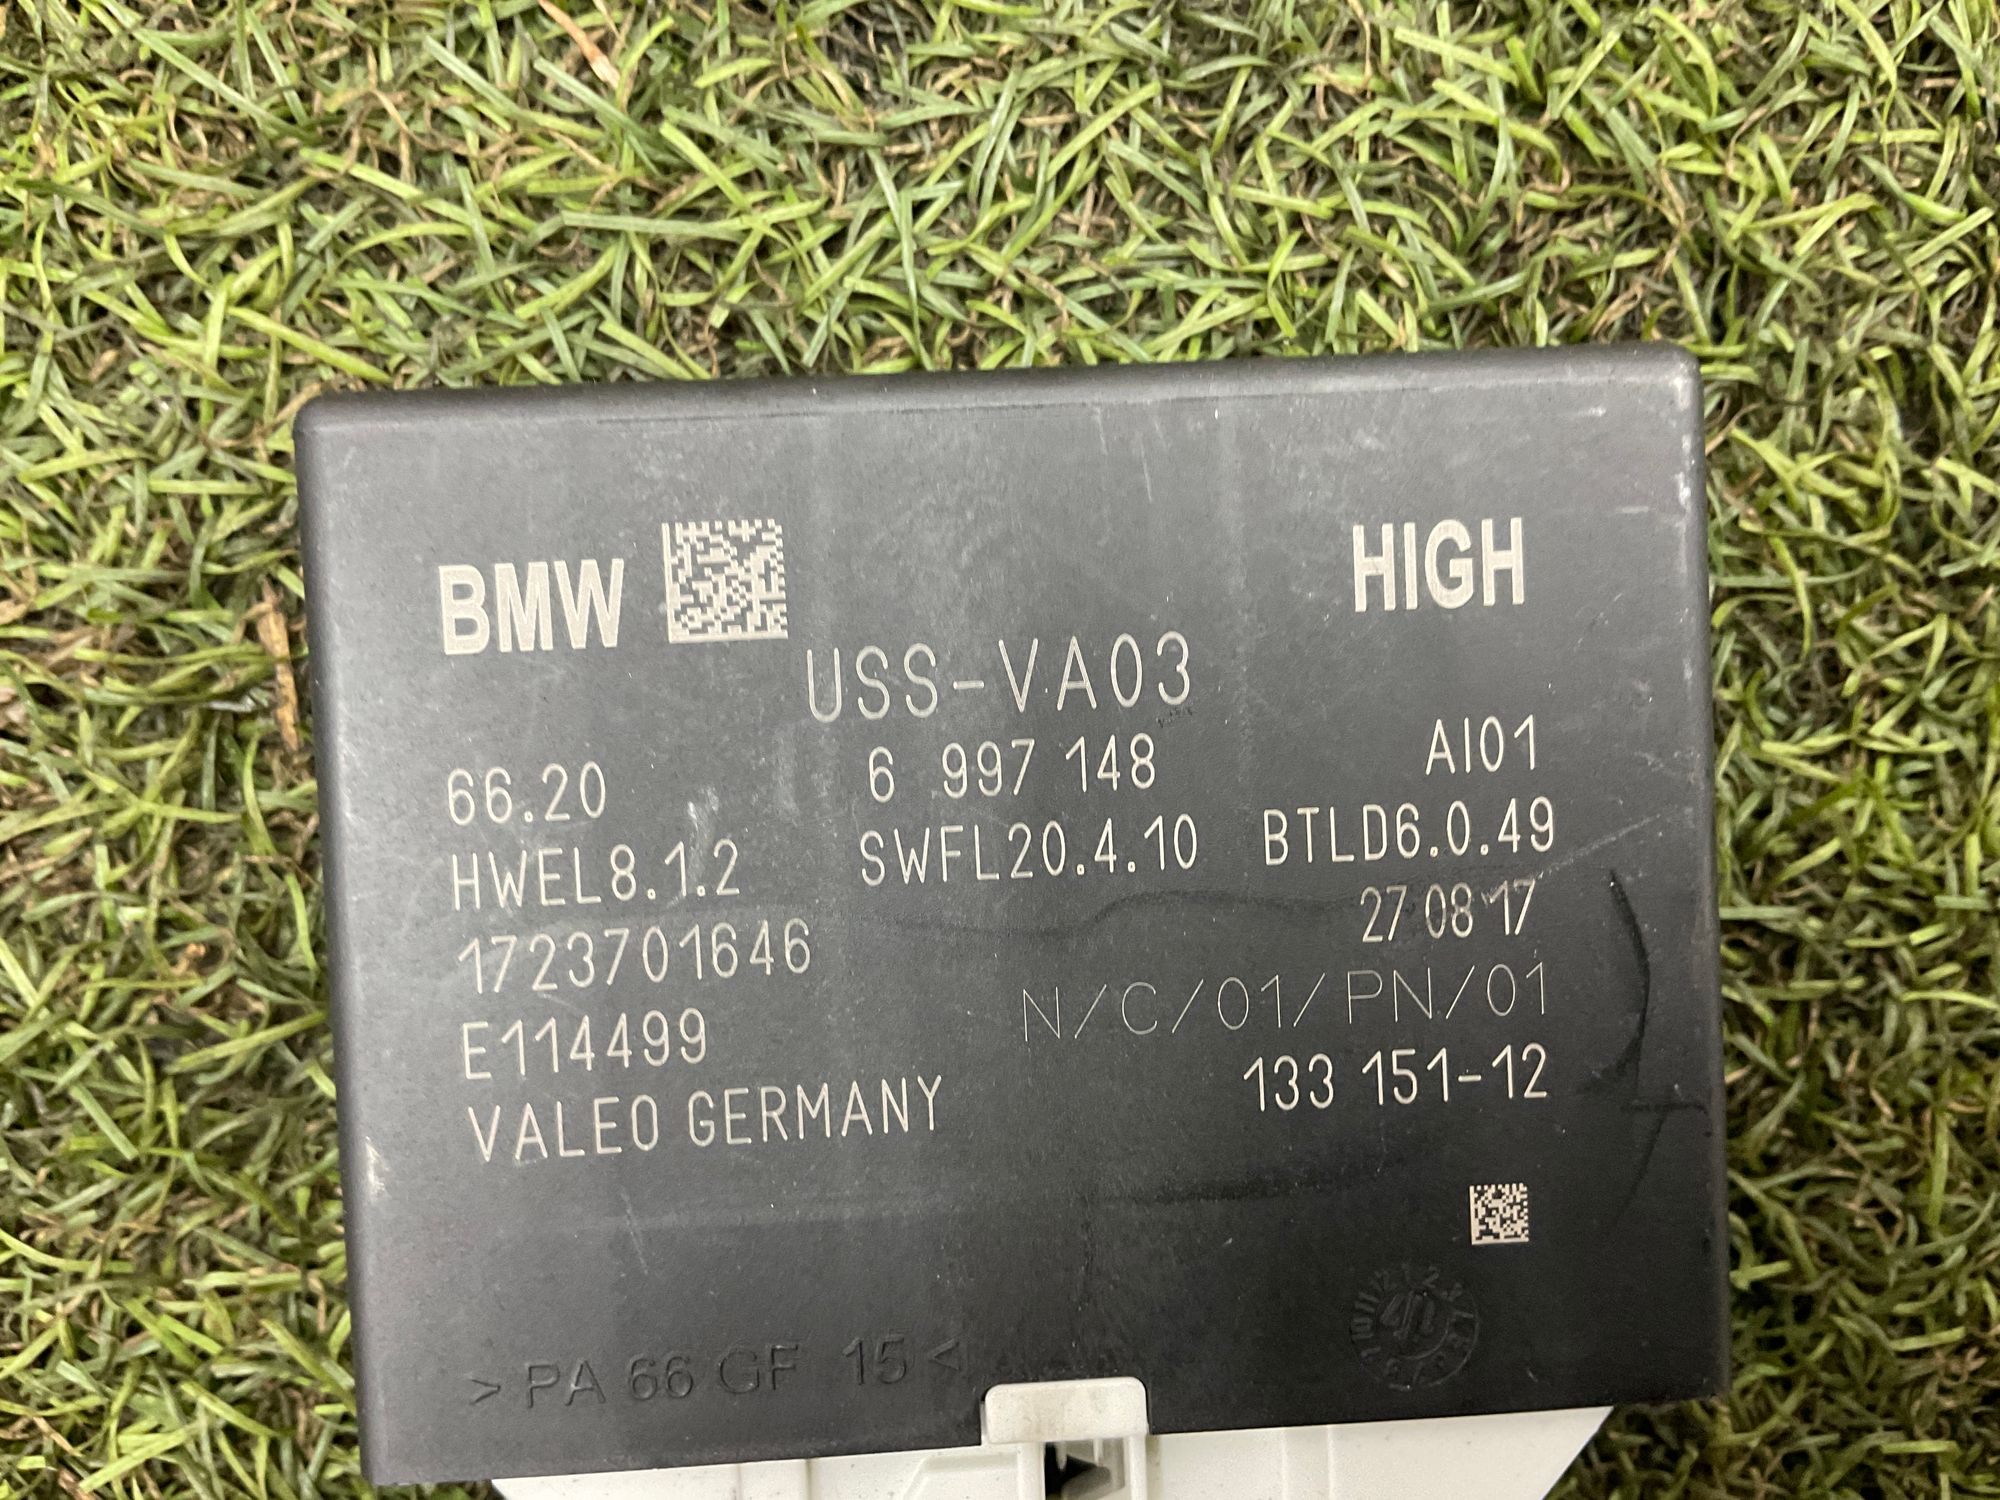 BMW HIGH
USS-VA03
66.20 6 997 148 AI01
HWEL8.1.2 SWFL20.4.10 BTLD6.0.49
1723701646 27 08 17
E114499 N/C/01/PN/01
VALEO GERMANY 133 151-12
>PA 66 GF 15<